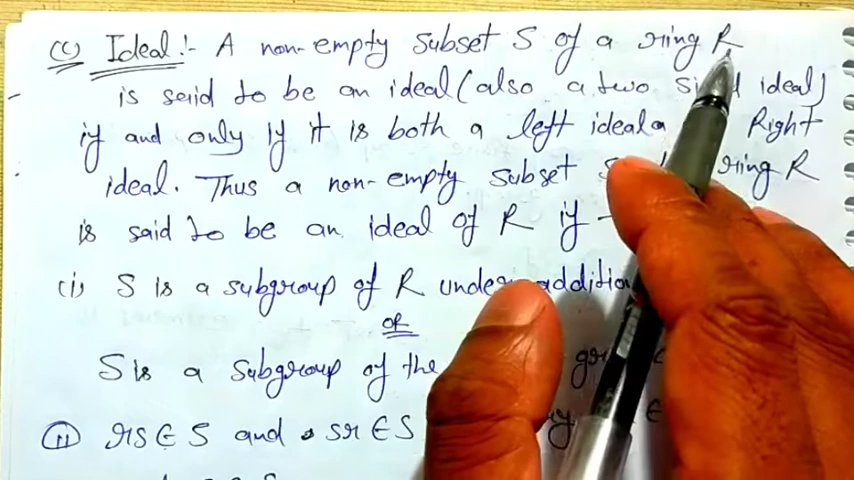 (c) Ideal :- A non-empty subset S of a ring R
is said to be an ideal (also a two ideal)
if and only if it is both a left ideal Right
ideal. Thus a non-empty subset ring R
is said to be an ideal of R if -
(i) S is a subgroup of R under addition
or
S is a subgroup of the
(ii) rs ∈ S and sr ∈ S